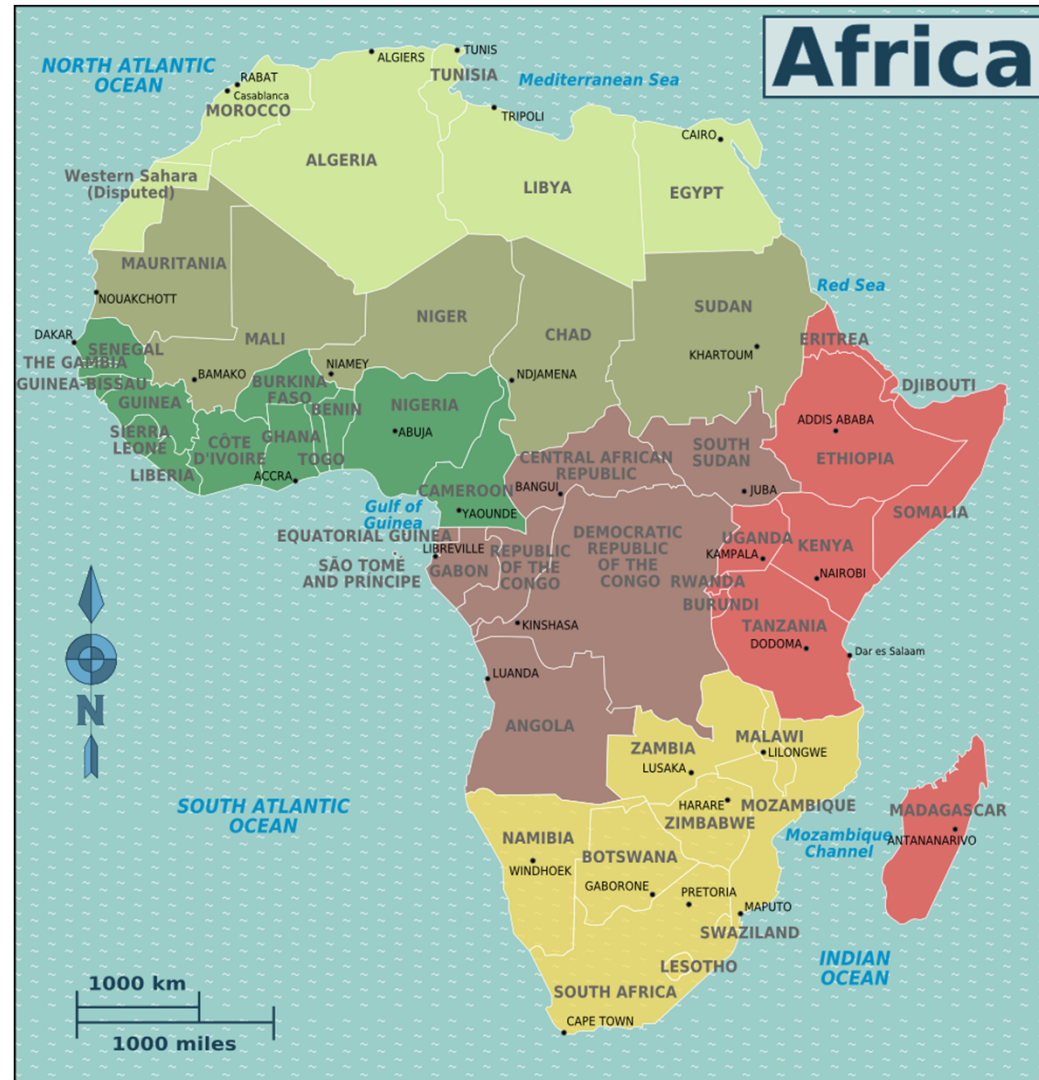 Africa
NORTH ATLANTIC
OCEAN
RABAT
Casablanca
MOROCCO
ALGIERS
TUNIS
TUNISIA
Mediterranean Sea
TRIPOLI
CAIRO
ALGERIA
LIBYA
EGYPT
Western Sahara
(Disputed)
MAURITANIA
NOUAKCHOTT
MALI
NIGER
CHAD
SUDAN
KHARTOUM
Red Sea
ERITREA
DAKAR
SENEGAL
THE GAMBIA
GUINEA-BISSAU
GUINEA
BAMAKO
NIAMEY
BURKINA
FASO
BENIN
NIGERIA
ABUJA
NDJAMENA
DJIBOUTI
ADDIS ABABA
ETHIOPIA
SIERRA
LEONE
LIBERIA
CÔTE
D'IVOIRE
GHANA
TOGO
ACCRA
CAMEROON
YAOUNDE
CENTRAL AFRICAN
REPUBLIC
BANGUI
SOUTH
SUDAN
JUBA
SOMALIA
Gulf of
Guinea
EQUATORIAL GUINEA
LIBREVILLE
GABON
SÃO TOMÉ
AND PRÍNCIPE
REPUBLIC
OF THE
CONGO
DEMOCRATIC
REPUBLIC
OF THE
CONGO
UGANDA
KAMPALA
KENYA
NAIROBI
RWANDA
BURUNDI
TANZANIA
DODOMA
Dar es Salaam
KINSHASA
LUANDA
ANGOLA
N
ZAMBIA
LUSAKA
MALAWI
LILONGWE
HARARE
ZIMBABWE
MOZAMBIQUE
Mozambique
Channel
MADAGASCAR
ANTANANARIVO
SOUTH ATLANTIC
OCEAN
NAMIBIA
WINDHOEK
BOTSWANA
GABORONE
PRETORIA
MAPUTO
SWAZILAND
LESOTHO
SOUTH AFRICA
CAPE TOWN
INDIAN
OCEAN
1000 km
1000 miles